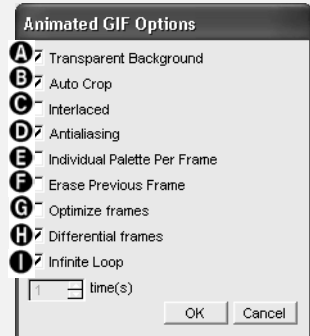 Animated GIF Options
A Transparent Background
B Auto Crop
C Interlaced
D Antialiasing
E Individual Palette Per Frame
F Erase Previous Frame
G Optimize frames
H Differential frames
I Infinite Loop
1 time(s)
OK Cancel